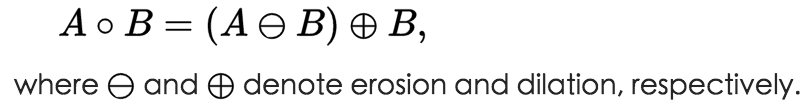 A ∘ B = (A ⊖ B) ⊕ B,
where ⊖ and ⊕ denote erosion and dilation, respectively.